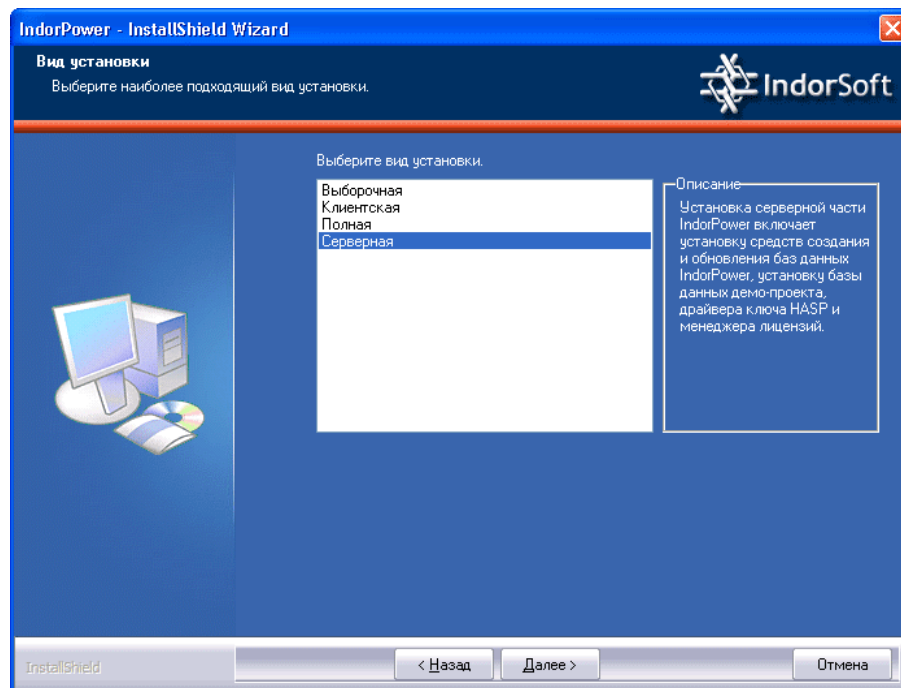 IndorPower - InstallShield Wizard
Вид установки
Выберите наиболее подходящий вид установки.
IndorSoft
Выберите вид установки.
Выборочная
Клиентская
Полная
Серверная
Описание
Установка серверной части
IndorPower включает
установку средств создания
и обновления баз данных
IndorPower, установку базы
данных демо-проекта,
драйвера ключа HASP и
менеджера лицензий.
InstallShield
< Назад
Далее >
Отмена